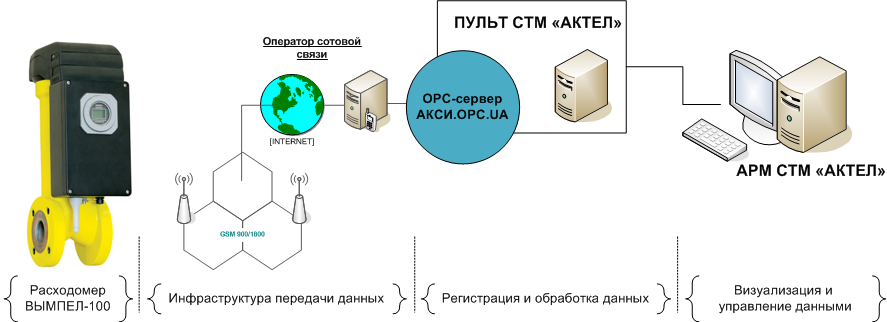 ПУЛЬТ СТМ «АКТЕЛ»
Оператор сотовой
связи
OPC-сервер
АКСИ.OPC.UA
[INTERNET]
АРМ СТМ «АКТЕЛ»
GSM 900/1800
Расходомер
ВЫМПЕЛ-100
Инфраструктура передачи данных
Регистрация и обработка данных
Визуализация и
управление данными